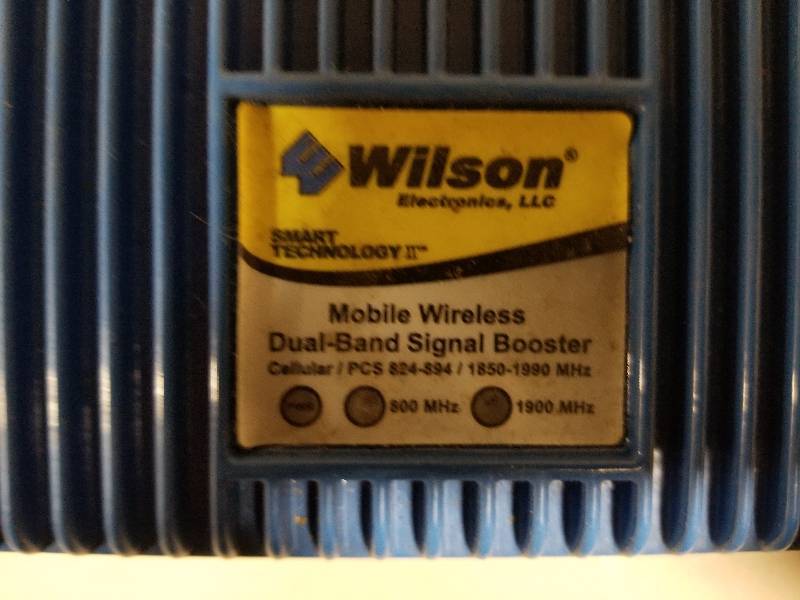 Wilson®
Electronics, LLC
SMART
TECHNOLOGY II™
Mobile Wireless
Dual-Band Signal Booster
Cellular / PCS 824-894 / 1850-1990 MHz
800 MHz 1900 MHz